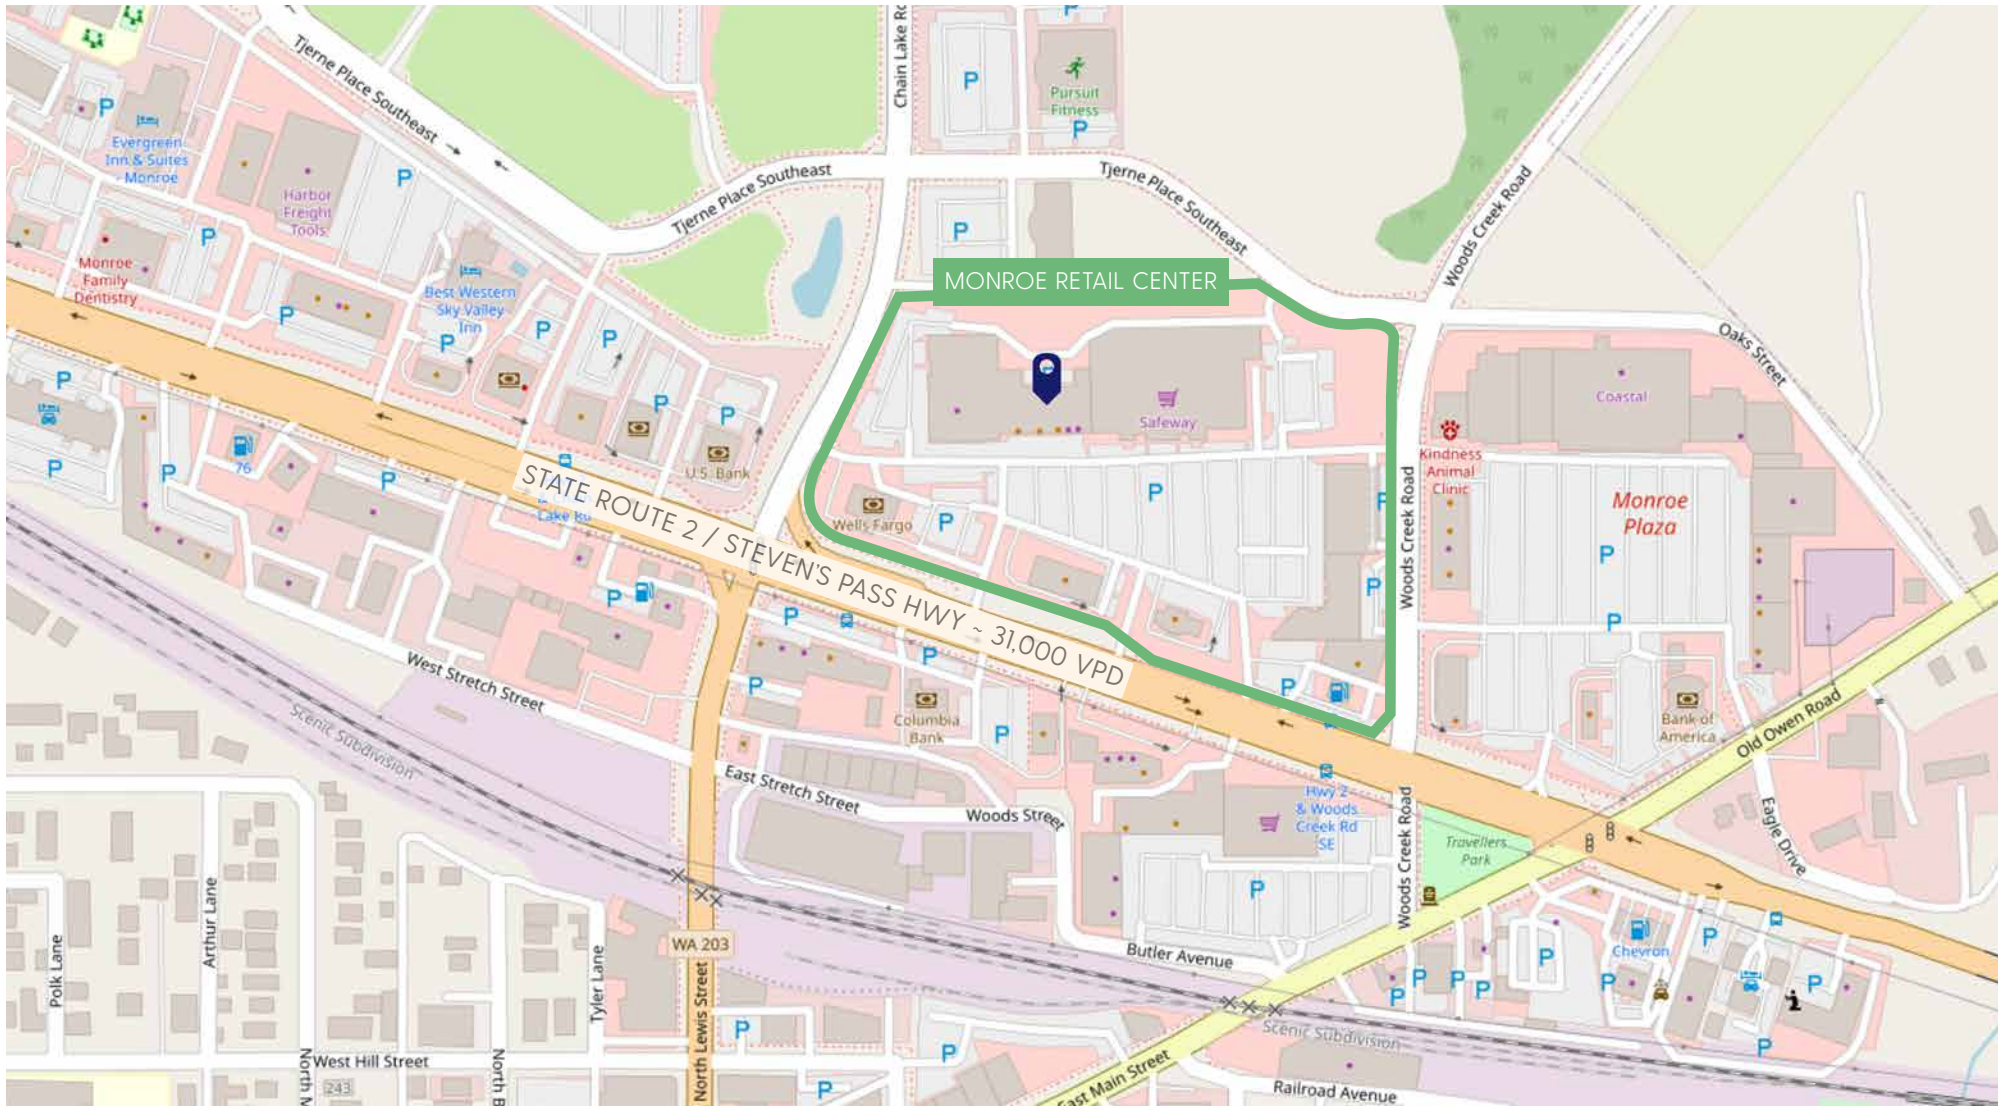 Tjerne Place Southeast
Chain Lake Rd
P
P
Pursuit
Fitness
P
P
Evergreen
Inn & Suites
- Monroe
Harbor
Freight
Tools
P
P
Tjerne Place Southeast
Tjerne Place Southeast
Woods Creek Road
P
Monroe
Family
Dentistry
MONROE RETAIL CENTER
Best Western
Sky Valley
Inn
P
P
P
P
Oaks Street
P
P
P
Safeway
Coastal
U.S. Bank
76
P
P
P
Kindness
Animal
Clinic
P
P
Monroe
Plaza
Wells Fargo
P
Lake Ru
STATE ROUTE 2 / STEVEN'S PASS HWY ~ 31,000 VPD
Woods Creek Road
P
P
P
P
P
P
West Stretch Street
P
P
P
Columbia
Bank
P
Bank of
America
Old Owen Road
Scenic Subdivision
East Stretch Street
Woods Street
Hwy 2
& Woods
Creek Rd
SE
Woods Creek Road
Travellers
Park
Eagle Drive
P
Arthur Lane
Polk Lane
Tyler Lane
WA 203
North Lewis Street
Butler Avenue
Chevron
P
P
P
P
P
P
P
P
Scenic Subdivision
P
P
P
West Hill Street
243
North
North B
P
East Main Street
Railroad Avenue